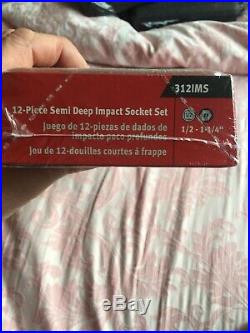 312IMS
12-Piece Semi Deep Impact Socket Set
Juego de 12-piezas de dados de
impacto poco profundos
Jeu de 12-douilles courtes à frappe
1/2 - 1-1/4"